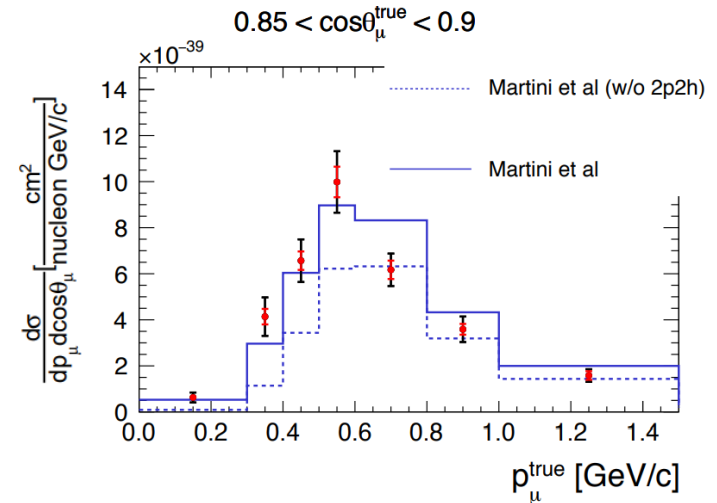 0.85 < cosθ_μ^true < 0.9
×10⁻³⁹
14
12
10
8
6
4
2
0
0.0 0.2 0.4 0.6 0.8 1.0 1.2 1.4
dσ
dp_μ dcosθ_μ
[
cm²
nucleon GeV/c
]
Martini et al (w/o 2p2h)
Martini et al
p_μ^true [GeV/c]